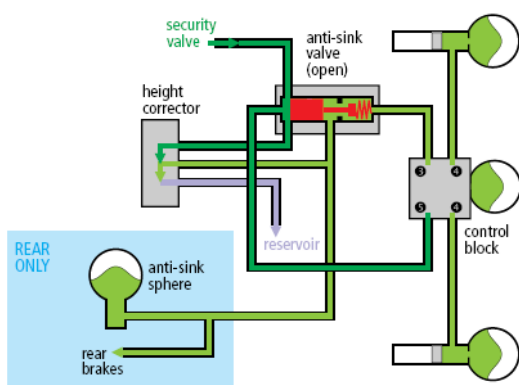 security
valve
anti-sink
valve
(open)
height
corrector
3 4
5 4
control
block
reservoir
REAR
ONLY
anti-sink
sphere
rear
brakes